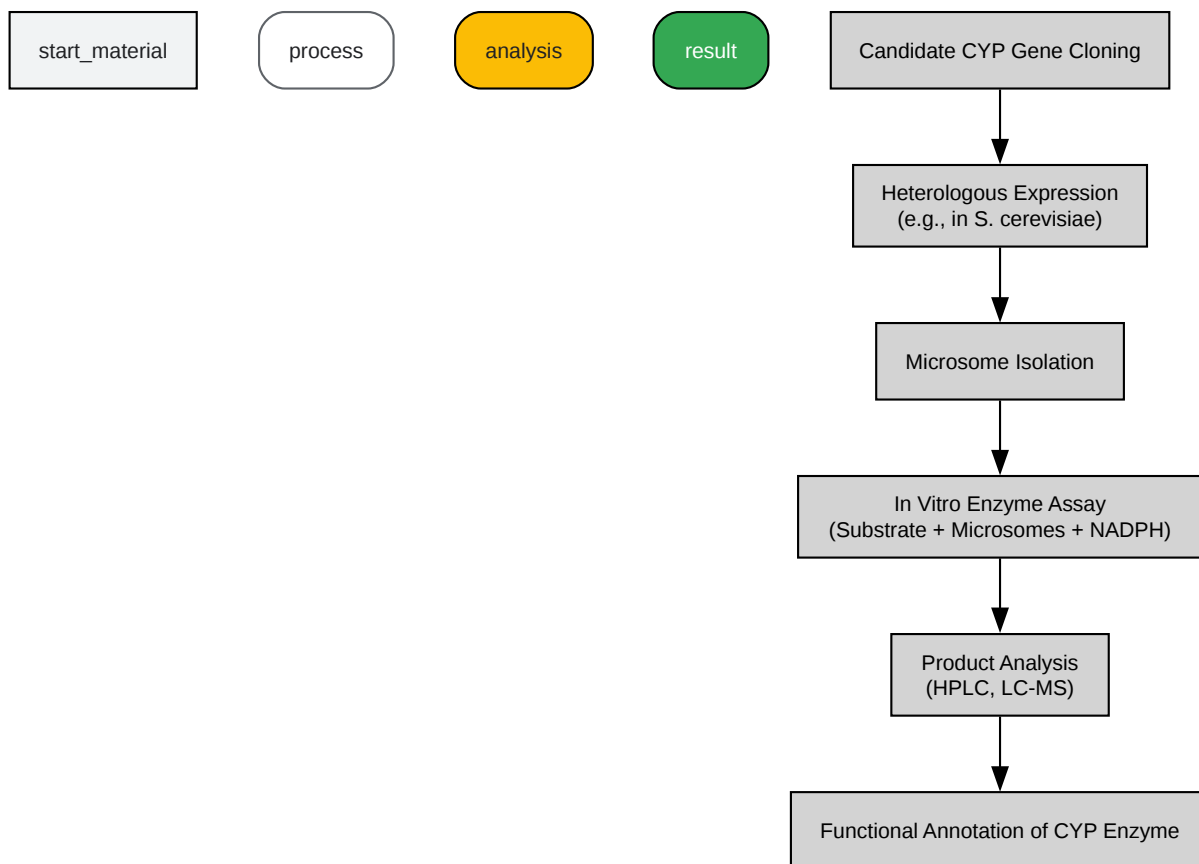 start_material
process
analysis
result
Candidate CYP Gene Cloning
Heterologous Expression
(e.g., in S. cerevisiae)
Microsome Isolation
In Vitro Enzyme Assay
(Substrate + Microsomes + NADPH)
Product Analysis
(HPLC, LC-MS)
Functional Annotation of CYP Enzyme